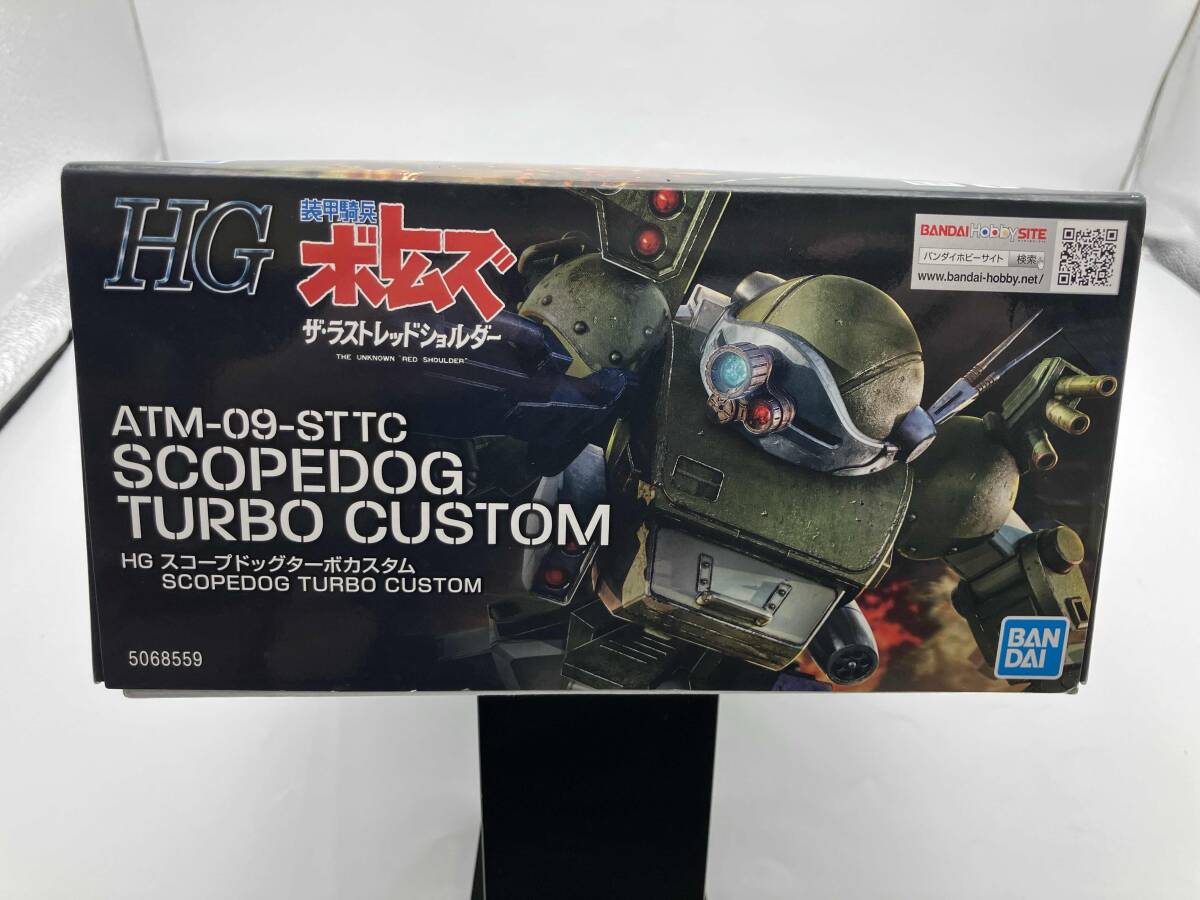 HG
装甲騎兵
ボトムズ
ザ・ラストレッドショルダー
THE UNKNOWN "RED SHOULDER"
ATM-09-STTC
SCOPEDOG
TURBO CUSTOM
HG スコープドッグターボカスタム
SCOPEDOG TURBO CUSTOM
5068559
BANDAI Hobby SITE
バンダイホビーサイト 検索
www.bandai-hobby.net/
BAN
DAI